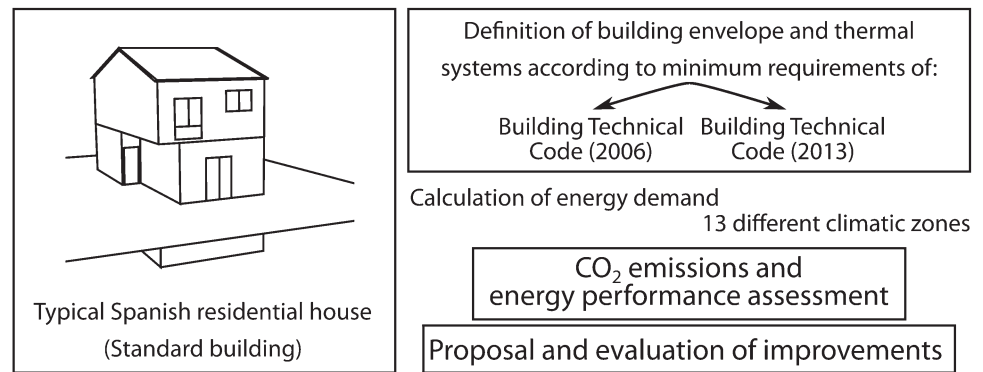 Typical Spanish residential house
(Standard building)
Definition of building envelope and thermal
systems according to minimum requirements of:
Building Technical
Code (2006)
Building Technical
Code (2013)
Calculation of energy demand
13 different climatic zones
CO₂ emissions and
energy performance assessment
Proposal and evaluation of improvements